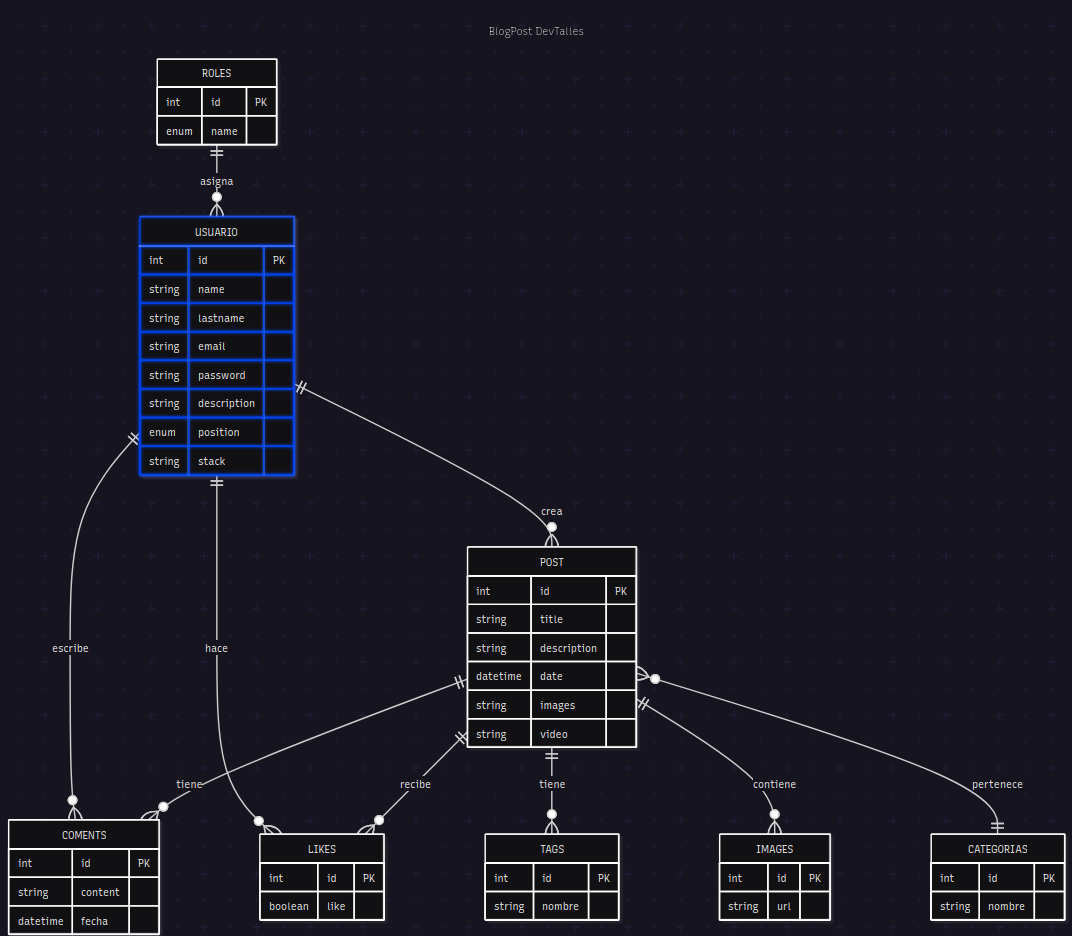 BlogPost DevTalles
ROLES
int id PK
enum name
asigna
USUARIO
int id PK
string name
string lastname
string email
string password
string description
enum position
string stack
crea
POST
int id PK
string title
string description
datetime date
string images
string video
escribe
hace
tiene
recibe
tiene
contiene
pertenece
COMENTS
int id PK
string content
datetime fecha
LIKES
int id PK
boolean like
TAGS
int id PK
string nombre
IMAGES
int id PK
string url
CATEGORIAS
int id PK
string nombre